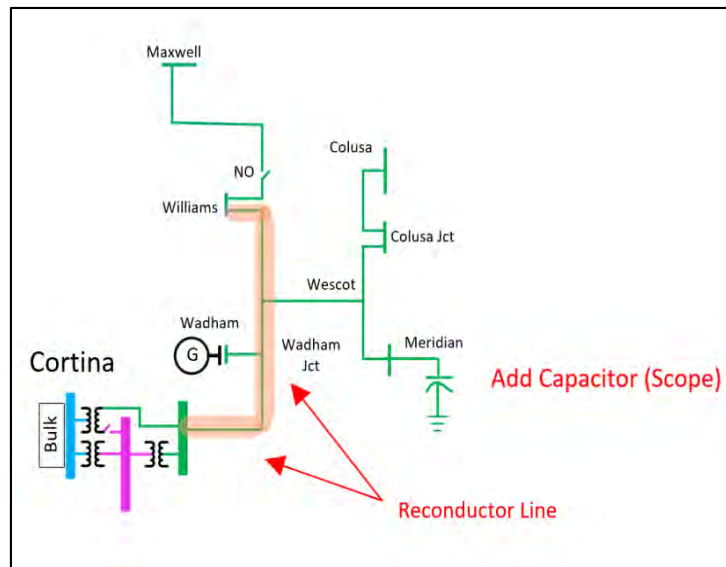 Maxwell
Colusa
NO
Williams
Colusa Jct
Wescot
Wadham
G
Wadham
Jct
Meridian
Cortina
Add Capacitor (Scope)
Bulk
Reconductor Line